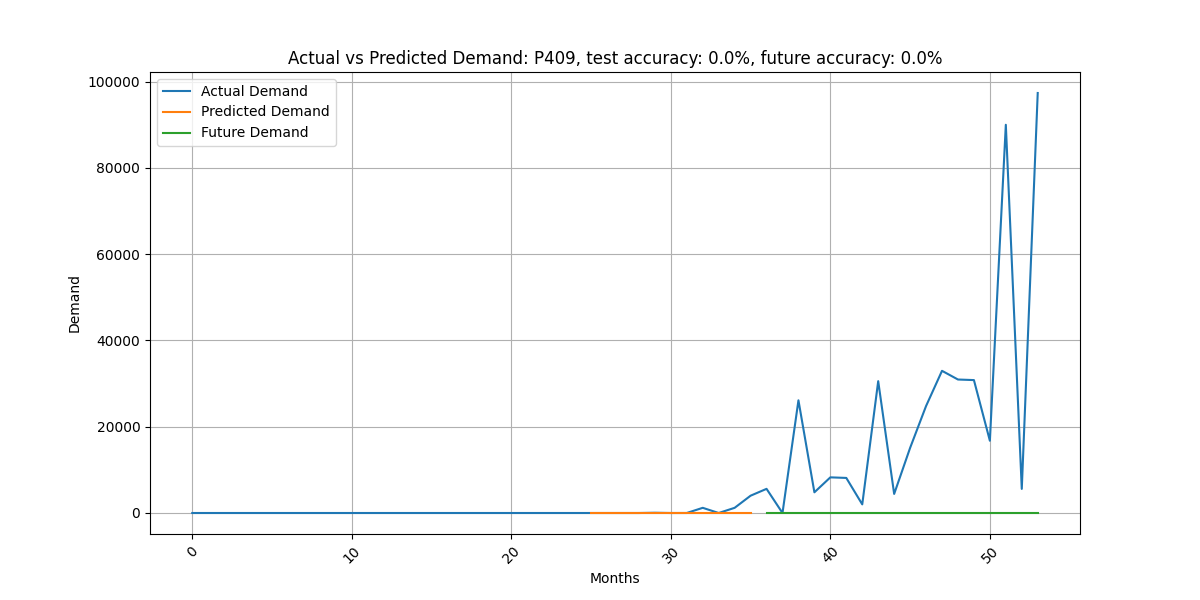 Actual vs Predicted Demand: P409, test accuracy: 0.0%, future accuracy: 0.0%
Actual Demand
Predicted Demand
Future Demand
100000
80000
60000
40000
20000
0
Demand
0 10 20 30 40 50
Months